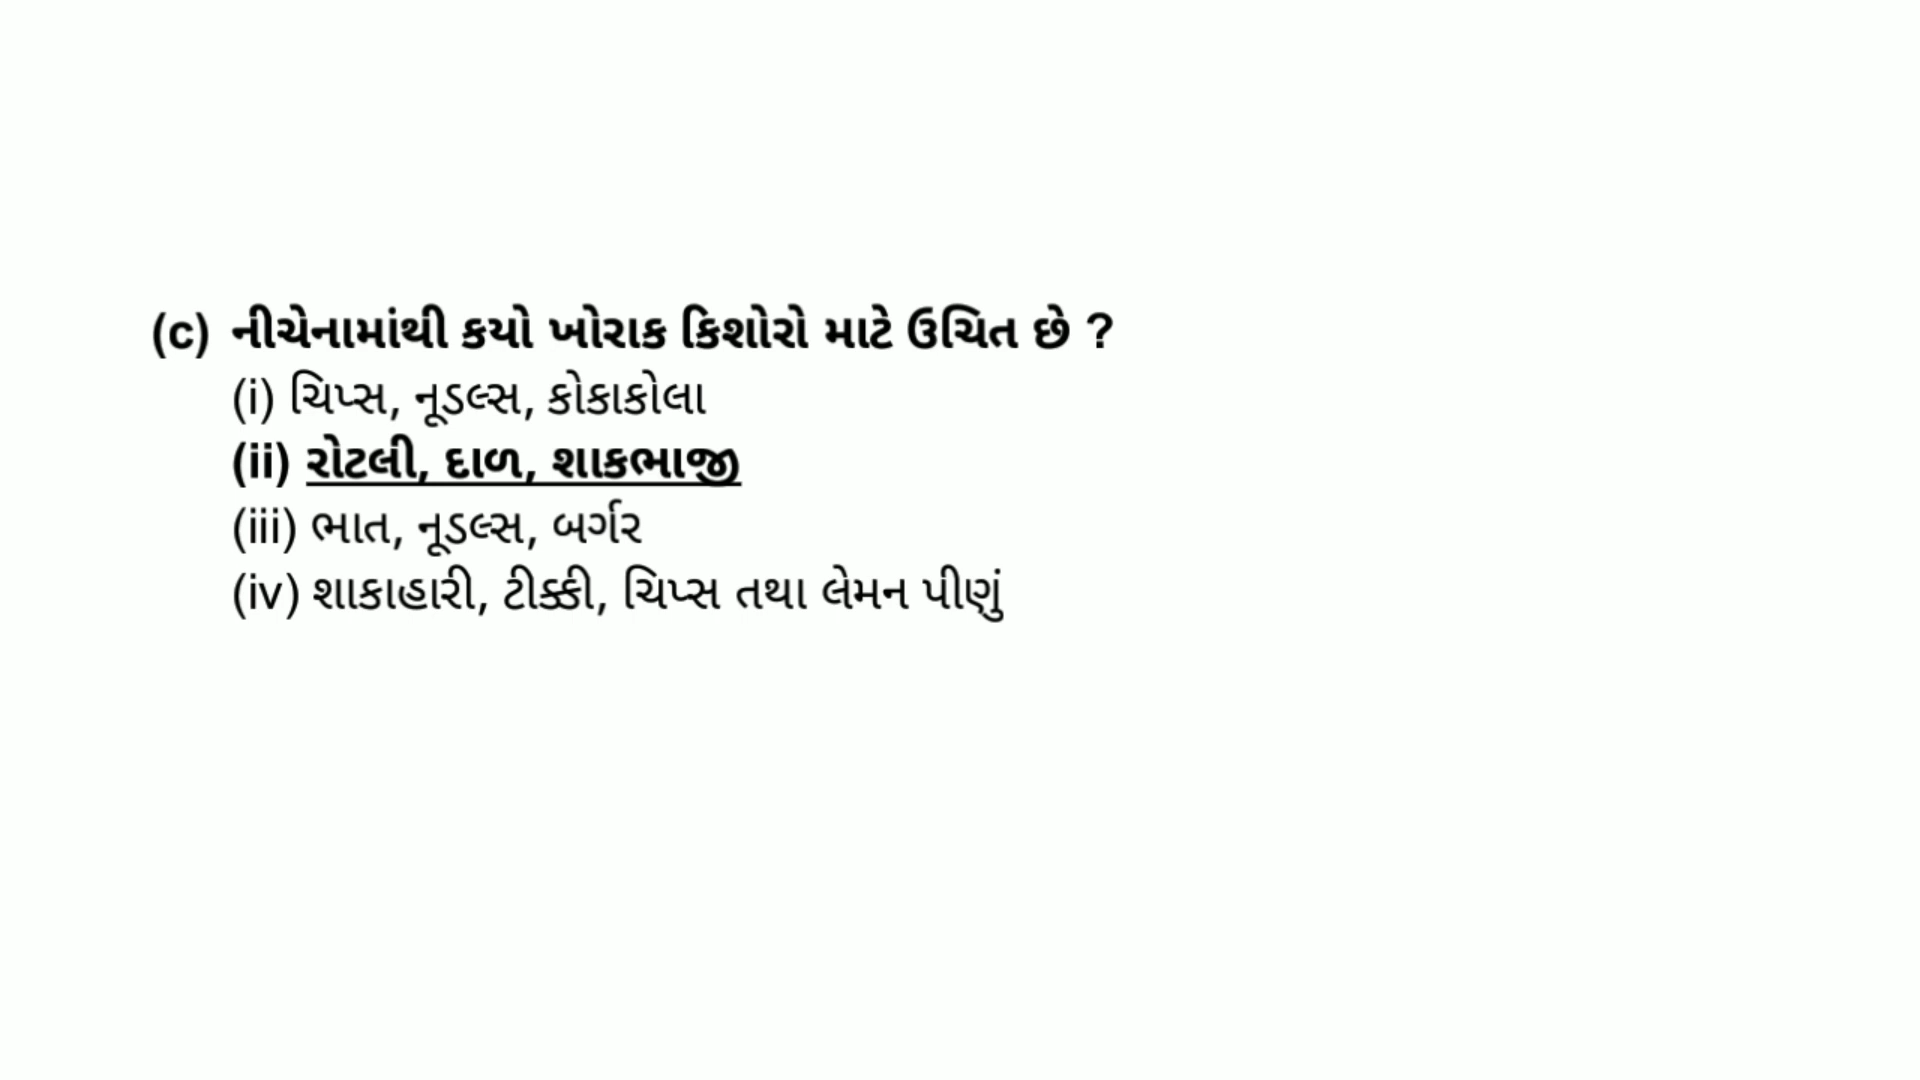 (c) નીચેનામાંથી કયો ખોરાક કિશોરો માટે ઉચિત છે ?
(i) ચિપ્સ, નૂડલ્સ, કોકાકોલા
(ii) રોટલી, દાળ, શાકભાજી
(iii) ભાત, નૂડલ્સ, બર્ગર
(iv) શાકાહારી, ટીક્કી, ચિપ્સ તથા લેમન પીણું